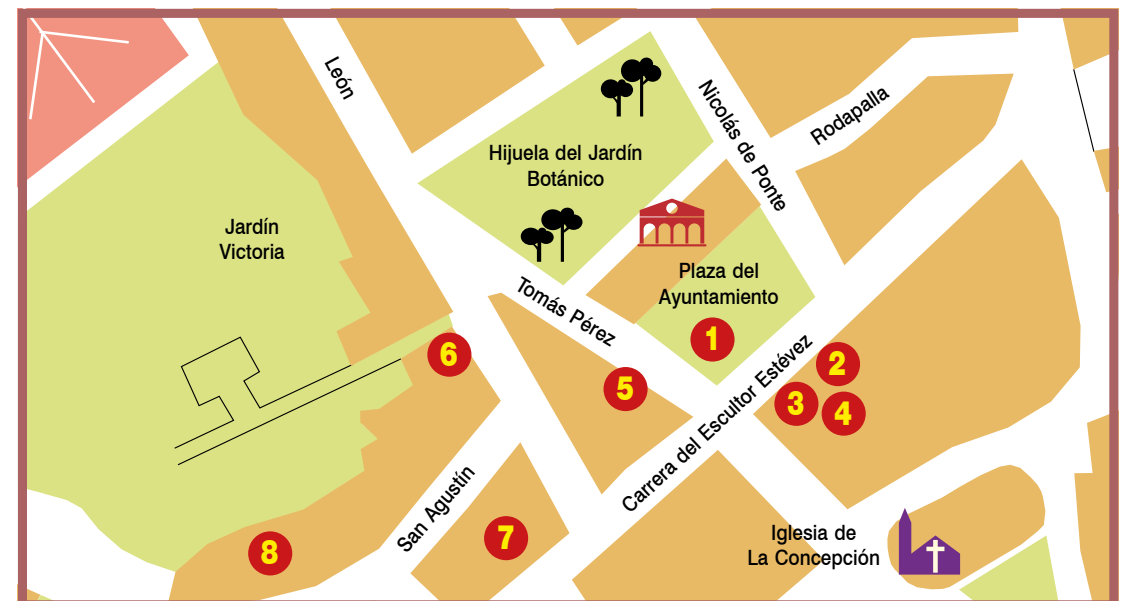 León
Nicolás de Ponte
Rodapalla
Hijuela del Jardín
Botánico
Jardín
Victoria
Plaza del
Ayuntamiento
Tomás Pérez
1
6
2
5
3
4
Carrera del Escultor Estévez
San Agustín
7
8
Iglesia de
La Concepción